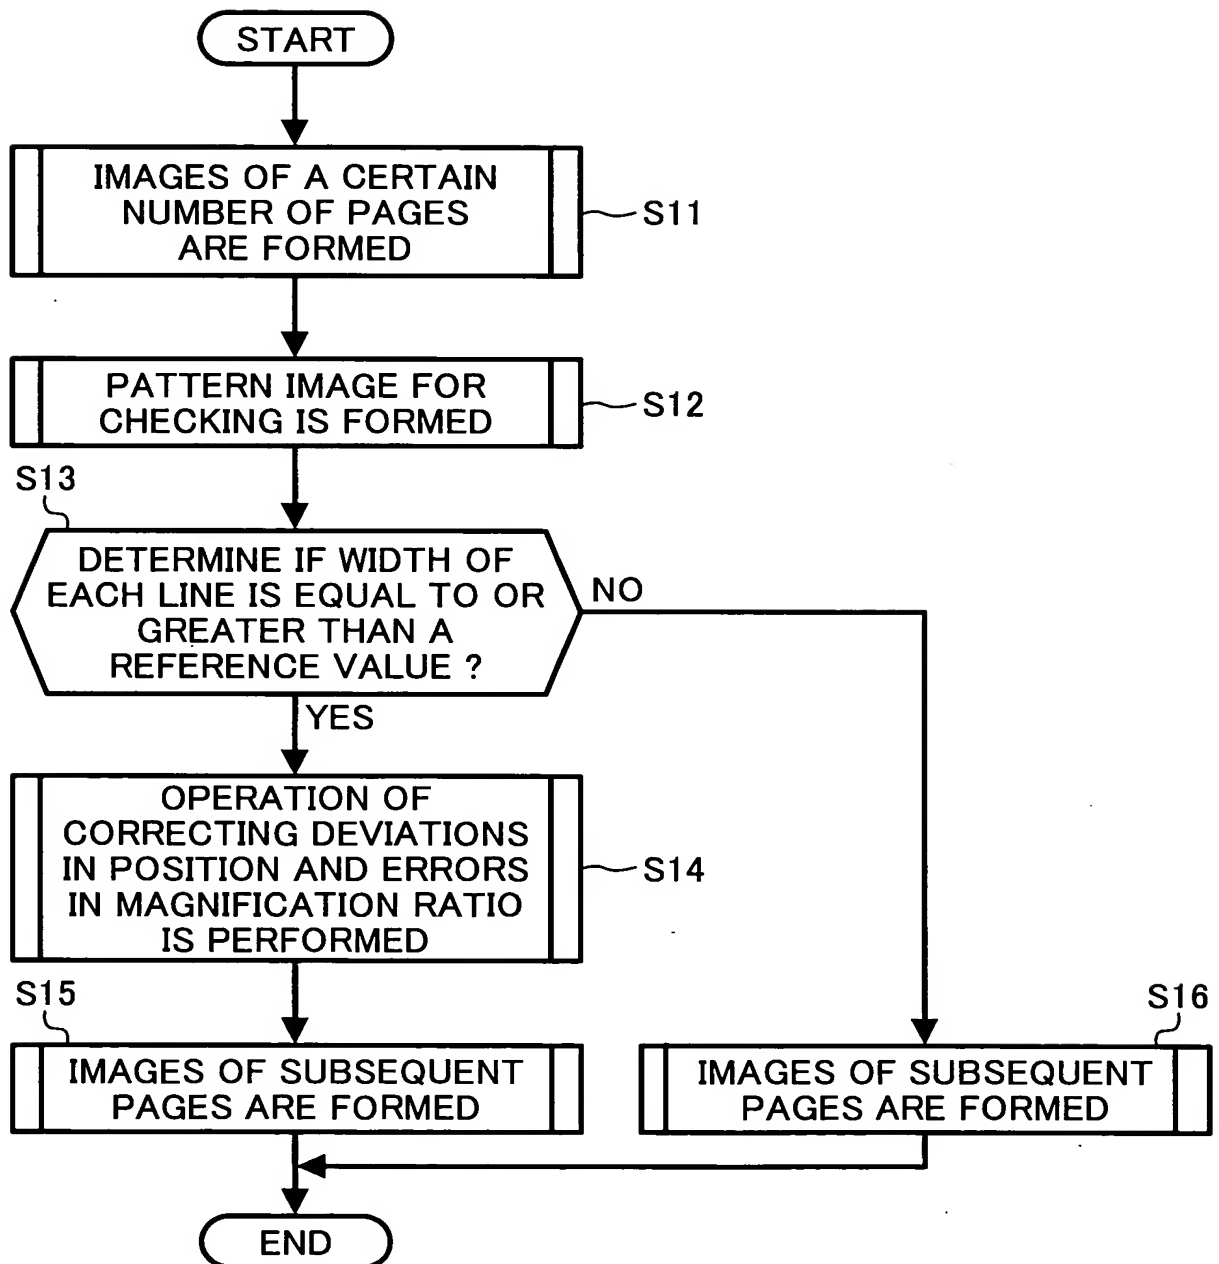 START
IMAGES OF A CERTAIN
NUMBER OF PAGES
ARE FORMED
S11
PATTERN IMAGE FOR
CHECKING IS FORMED
S12
S13
DETERMINE IF WIDTH OF
EACH LINE IS EQUAL TO OR
GREATER THAN A
REFERENCE VALUE ?
NO
YES
OPERATION OF
CORRECTING DEVIATIONS
IN POSITION AND ERRORS
IN MAGNIFICATION RATIO
IS PERFORMED
S14
S15
IMAGES OF SUBSEQUENT
PAGES ARE FORMED
S16
IMAGES OF SUBSEQUENT
PAGES ARE FORMED
END